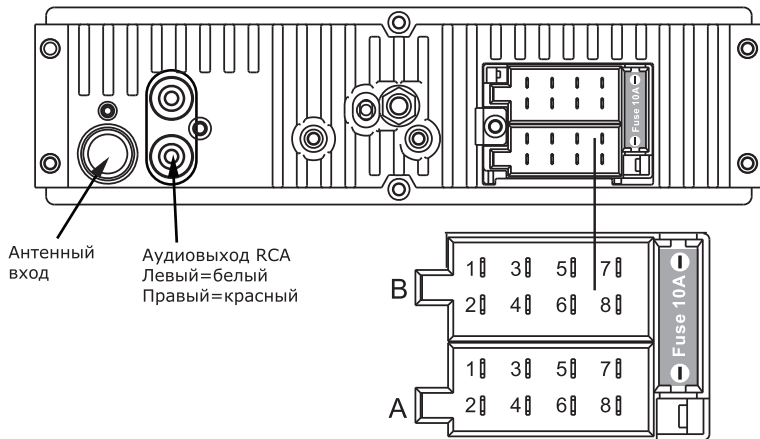 Fuse 10A
Антенный
вход
Аудиовыход RCA
Левый=белый
Правый=красный
B
1 3 5 7
2 4 6 8
A
1 3 5 7
2 4 6 8
Fuse 10A